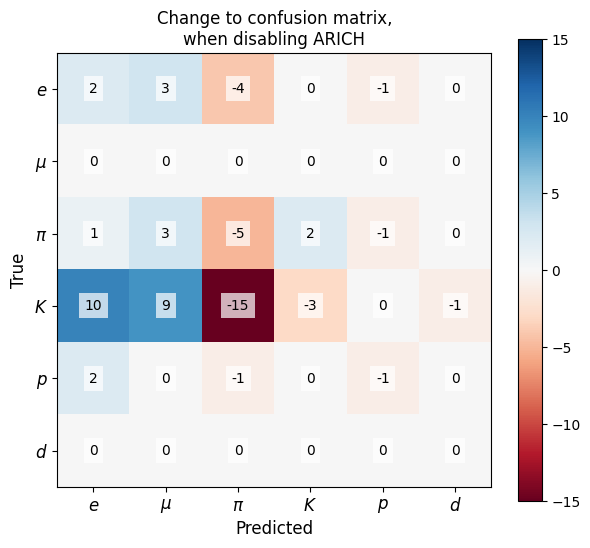 Change to confusion matrix,
when disabling ARICH
True
e 2 3 -4 0 -1 0
μ 0 0 0 0 0 0
π 1 3 -5 2 -1 0
K 10 9 -15 -3 0 -1
p 2 0 -1 0 -1 0
d 0 0 0 0 0 0
e μ π K p d
Predicted
15
10
5
0
−5
−10
−15